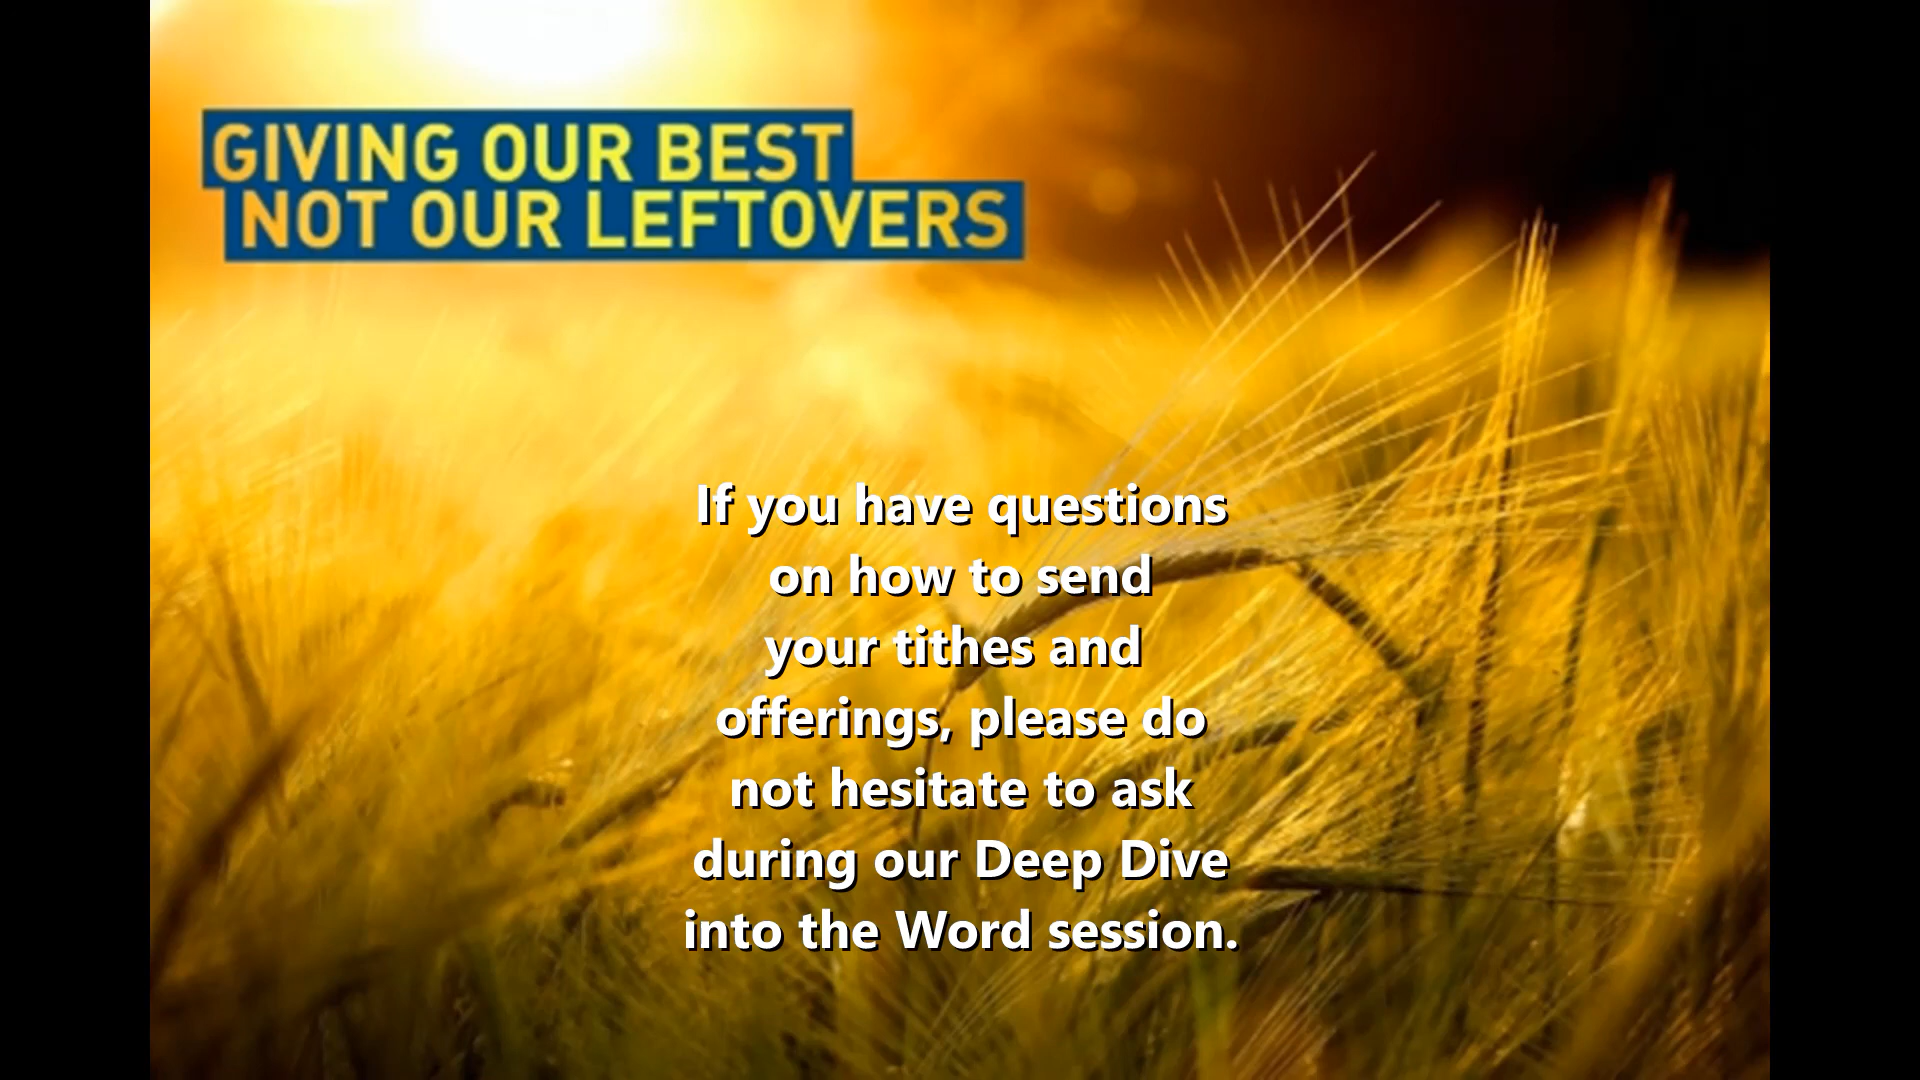 GIVING OUR BEST
NOT OUR LEFTOVERS
If you have questions
on how to send
your tithes and
offerings, please do
not hesitate to ask
during our Deep Dive
into the Word session.